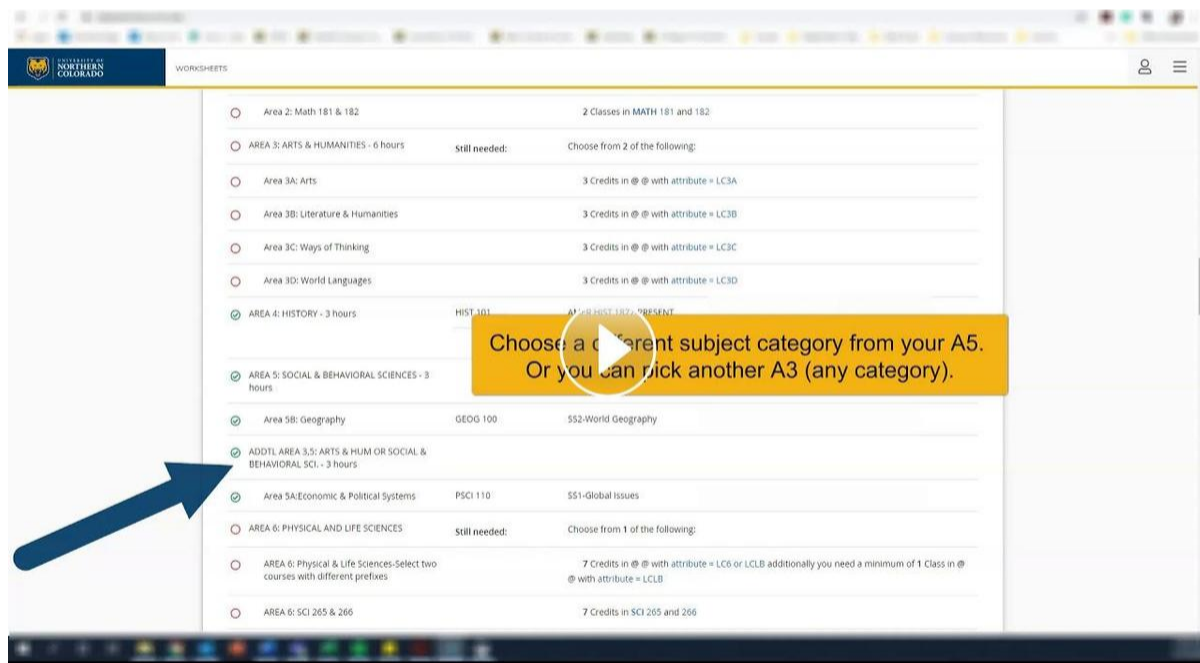 UNIVERSITY OF
NORTHERN
COLORADO
WORKSHEETS
Area 2: Math 181 & 182 2 Classes in MATH 181 and 182
AREA 3: ARTS & HUMANITIES - 6 hours Still needed: Choose from 2 of the following:
Area 3A: Arts 3 Credits in @ @ with attribute = LC3A
Area 3B: Literature & Humanities 3 Credits in @ @ with attribute = LC3B
Area 3C: Ways of Thinking 3 Credits in @ @ with attribute = LC3C
Area 3D: World Languages 3 Credits in @ @ with attribute = LC3D
AREA 4: HISTORY - 3 hours HIST 101 HIST PRESENT
Choose a different subject category from your A5.
Or you can pick another A3 (any category).
AREA 5: SOCIAL & BEHAVIORAL SCIENCES - 3
hours
Area 5B: Geography GEOG 100 SS2-World Geography
ADDTL AREA 3,5: ARTS & HUM OR SOCIAL &
BEHAVIORAL SCI. - 3 hours
Area 5A:Economic & Political Systems PSCI 110 SS1-Global Issues
AREA 6: PHYSICAL AND LIFE SCIENCES Still needed: Choose from 1 of the following:
AREA 6: Physical & Life Sciences-Select two
courses with different prefixes
7 Credits in @ @ with attribute = LC6 or LCLB additionally you need a minimum of 1 Class in @
@ with attribute = LCLB
AREA 6: SCI 265 & 266 7 Credits in SCI 265 and 266